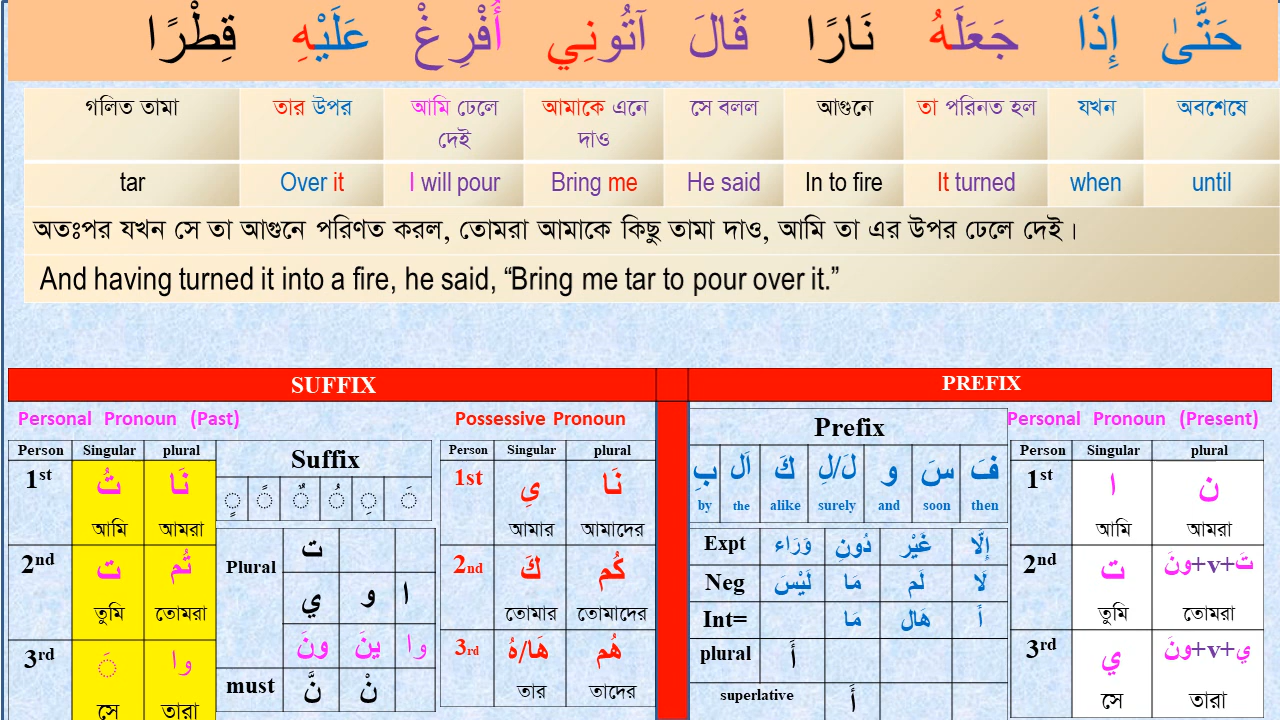 حَتَّىٰ إِذَا جَعَلَهُ نَارًا قَالَ آتُونِي أُفْرِغْ عَلَيْهِ قِطْرًا
গলিত তামা তার উপর আমি ঢেলে দেই আমাকে এনে দাও সে বলল আগুনে তা পরিনত হল যখন অবশেষে
tar Over it I will pour Bring me He said In to fire It turned when until
অতঃপর যখন সে তা আগুনে পরিণত করল, তোমরা আমাকে কিছু তামা দাও, আমি তা এর উপর ঢেলে দেই।
And having turned it into a fire, he said, “Bring me tar to pour over it.”
SUFFIX
Personal Pronoun (Past)
Person Singular plural
1st تُ نَا
আমি আমরা
2nd ت تُم
তুমি তোমরা
3rd وا
সে তারা
Suffix
Plural ت
ي و ا
ونَ ينَ وا
must نَّ نْ
Possessive Pronoun
Person Singular plural
1st يِ نَا
আমার আমাদের
2nd كَ كُم
তোমার তোমাদের
3rd هَا/هُ هُم
তার তাদের
PREFIX
Prefix
بِ اَل كَ لَ/لِ و سَ فَ
by the alike surely and soon then
Expt وَرَاء دُونِ غَيْر إِلَّا
Neg لَيْسَ مَا لَم لَا
Int= مَا هَال أَ
plural أَ
superlative أَ
Personal Pronoun (Present)
Person Singular plural
1st ا ن
আমি আমরা
2nd ت تَ+v+ونَ
তুমি তোমরা
3rd ي ي+v+ونَ
সে তারা